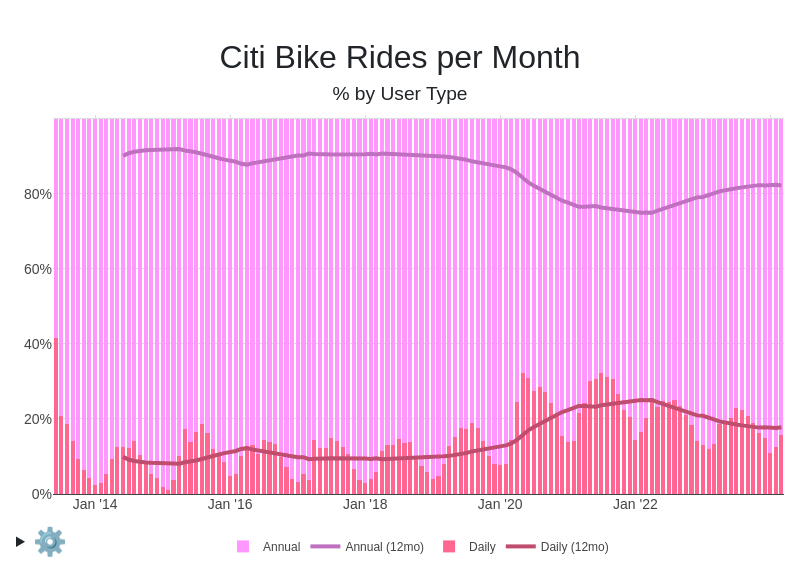 Citi Bike Rides per Month
% by User Type
80%
60%
40%
20%
0%
Jan '14 Jan '16 Jan '18 Jan '20 Jan '22
Annual Annual (12mo) Daily Daily (12mo)